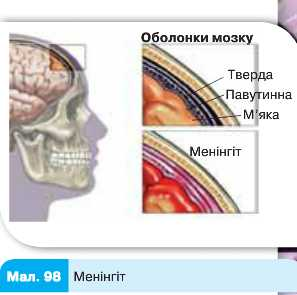 Оболонки мозку
Тверда
Павутинна
М'яка
Менінгіт
Мал. 98 Менінгіт